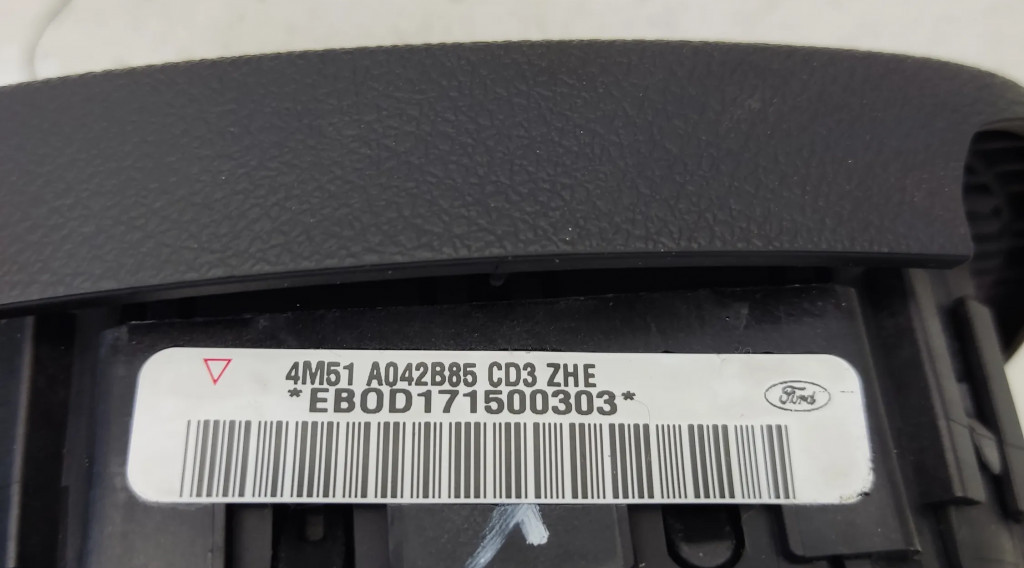 4M51 A042B85 CD3 ZHE
*EBOD171500303*
Ford